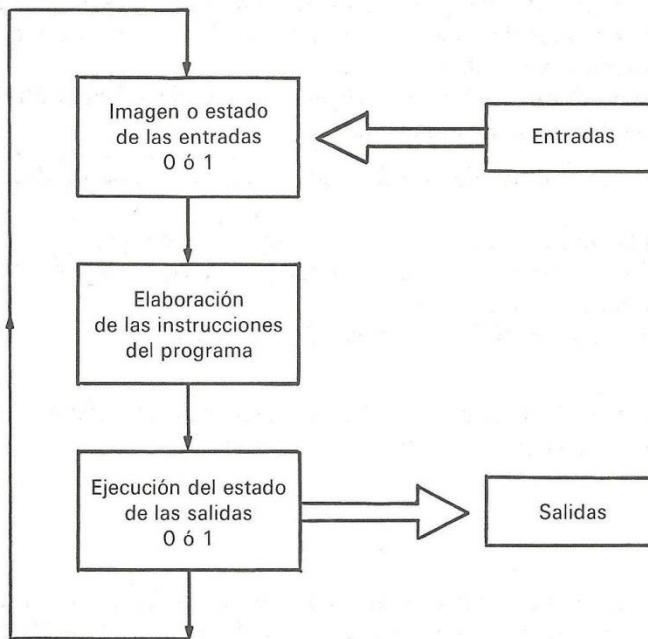 Imagen o estado
de las entradas
0 ó 1
Entradas
Elaboración
de las instrucciones
del programa
Ejecución del estado
de las salidas
0 ó 1
Salidas